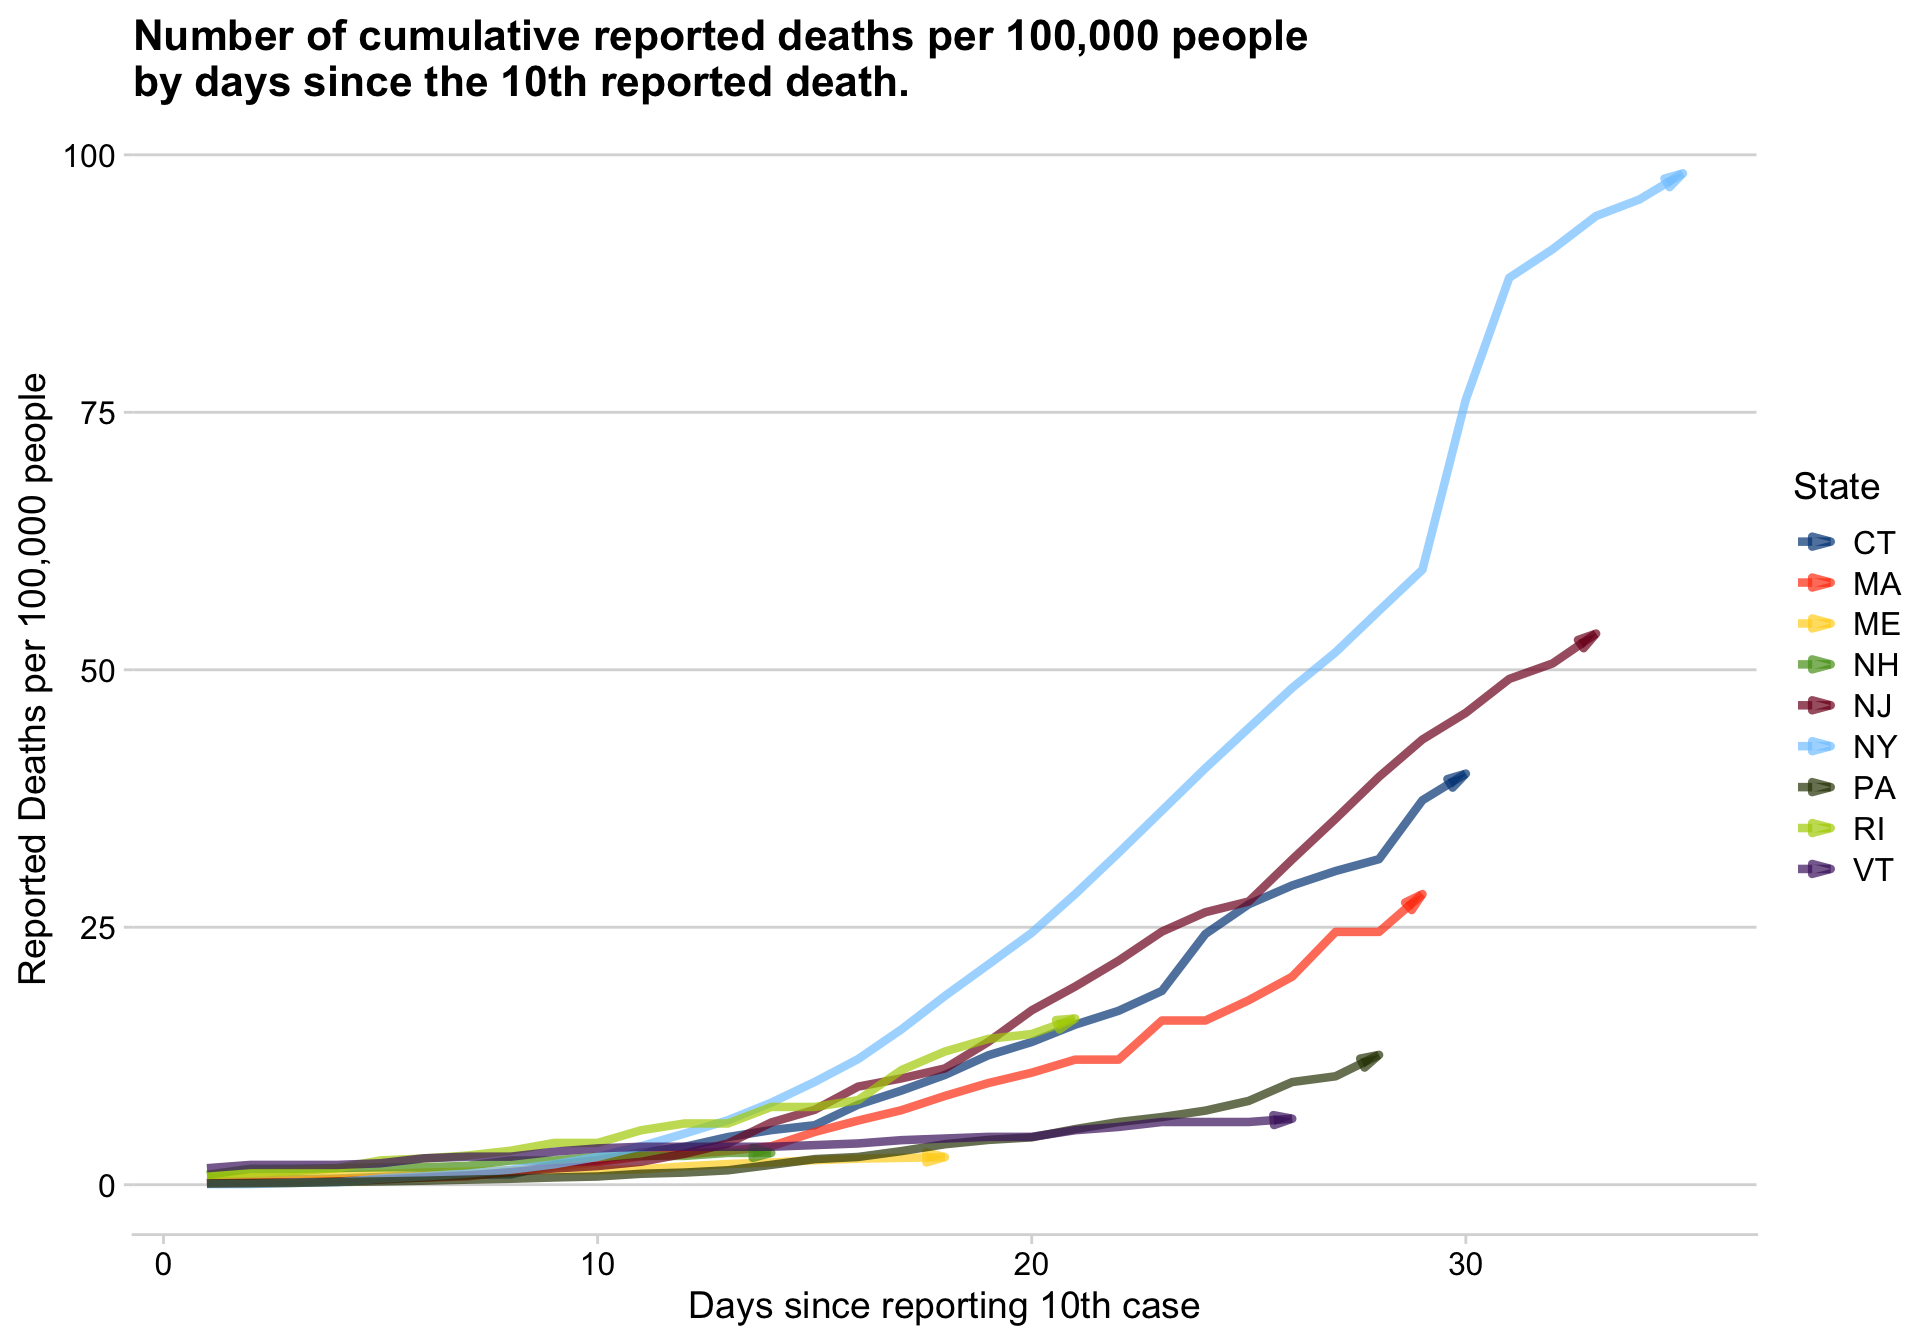 Number of cumulative reported deaths per 100,000 people
by days since the 10th reported death.
100
75
50
25
0
Reported Deaths per 100,000 people
0
10
20
30
Days since reporting 10th case
State
CT
MA
ME
NH
NJ
NY
PA
RI
VT